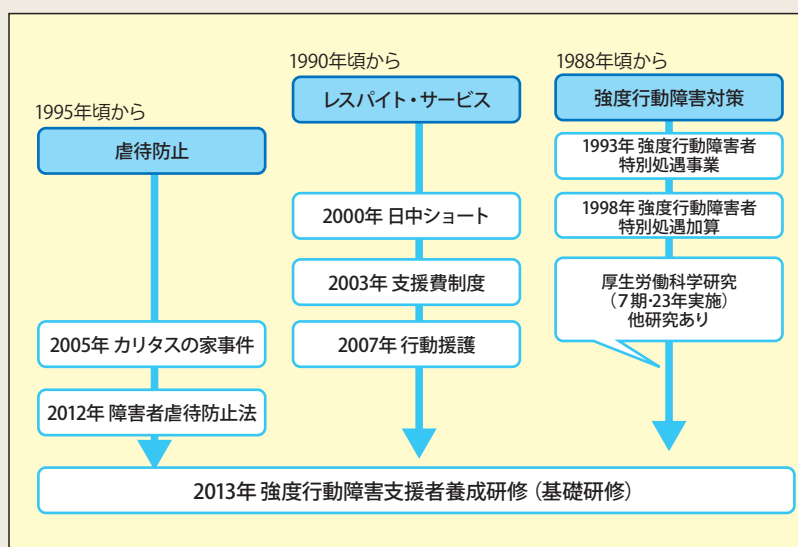 1995年頃から
虐待防止
2005年 カリタスの家事件
2012年 障害者虐待防止法
1990年頃から
レスパイト・サービス
2000年 日中ショート
2003年 支援費制度
2007年 行動援護
1988年頃から
強度行動障害対策
1993年 強度行動障害者
特別処遇事業
1998年 強度行動障害者
特別処遇加算
厚生労働科学研究
(7期・23年実施)
他研究あり
2013年 強度行動障害支援者養成研修 (基礎研修)